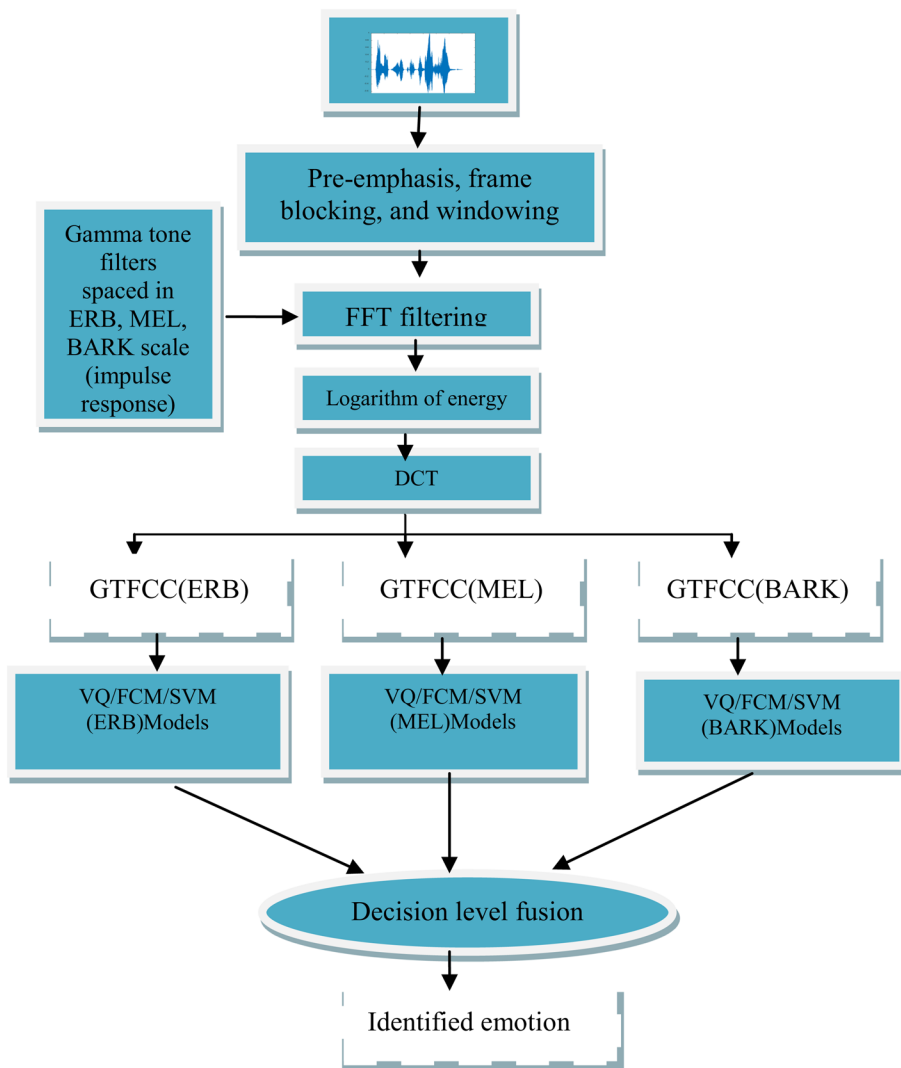 Pre-emphasis, frame
blocking, and windowing
Gamma tone
filters
spaced in
ERB, MEL,
BARK scale
(impulse
response)
FFT filtering
Logarithm of energy
DCT
GTFCC(ERB)
GTFCC(MEL)
GTFCC(BARK)
VQ/FCM/SVM
(ERB)Models
VQ/FCM/SVM
(MEL)Models
VQ/FCM/SVM
(BARK)Models
Decision level fusion
Identified emotion